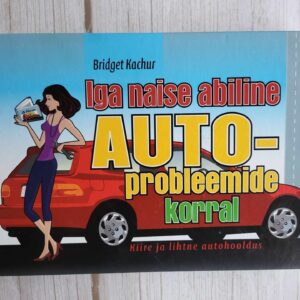 Bridget Kachur
Iga naise abiline
AUTO-
probleemide
korral
Kiire ja lihtne autohooldus